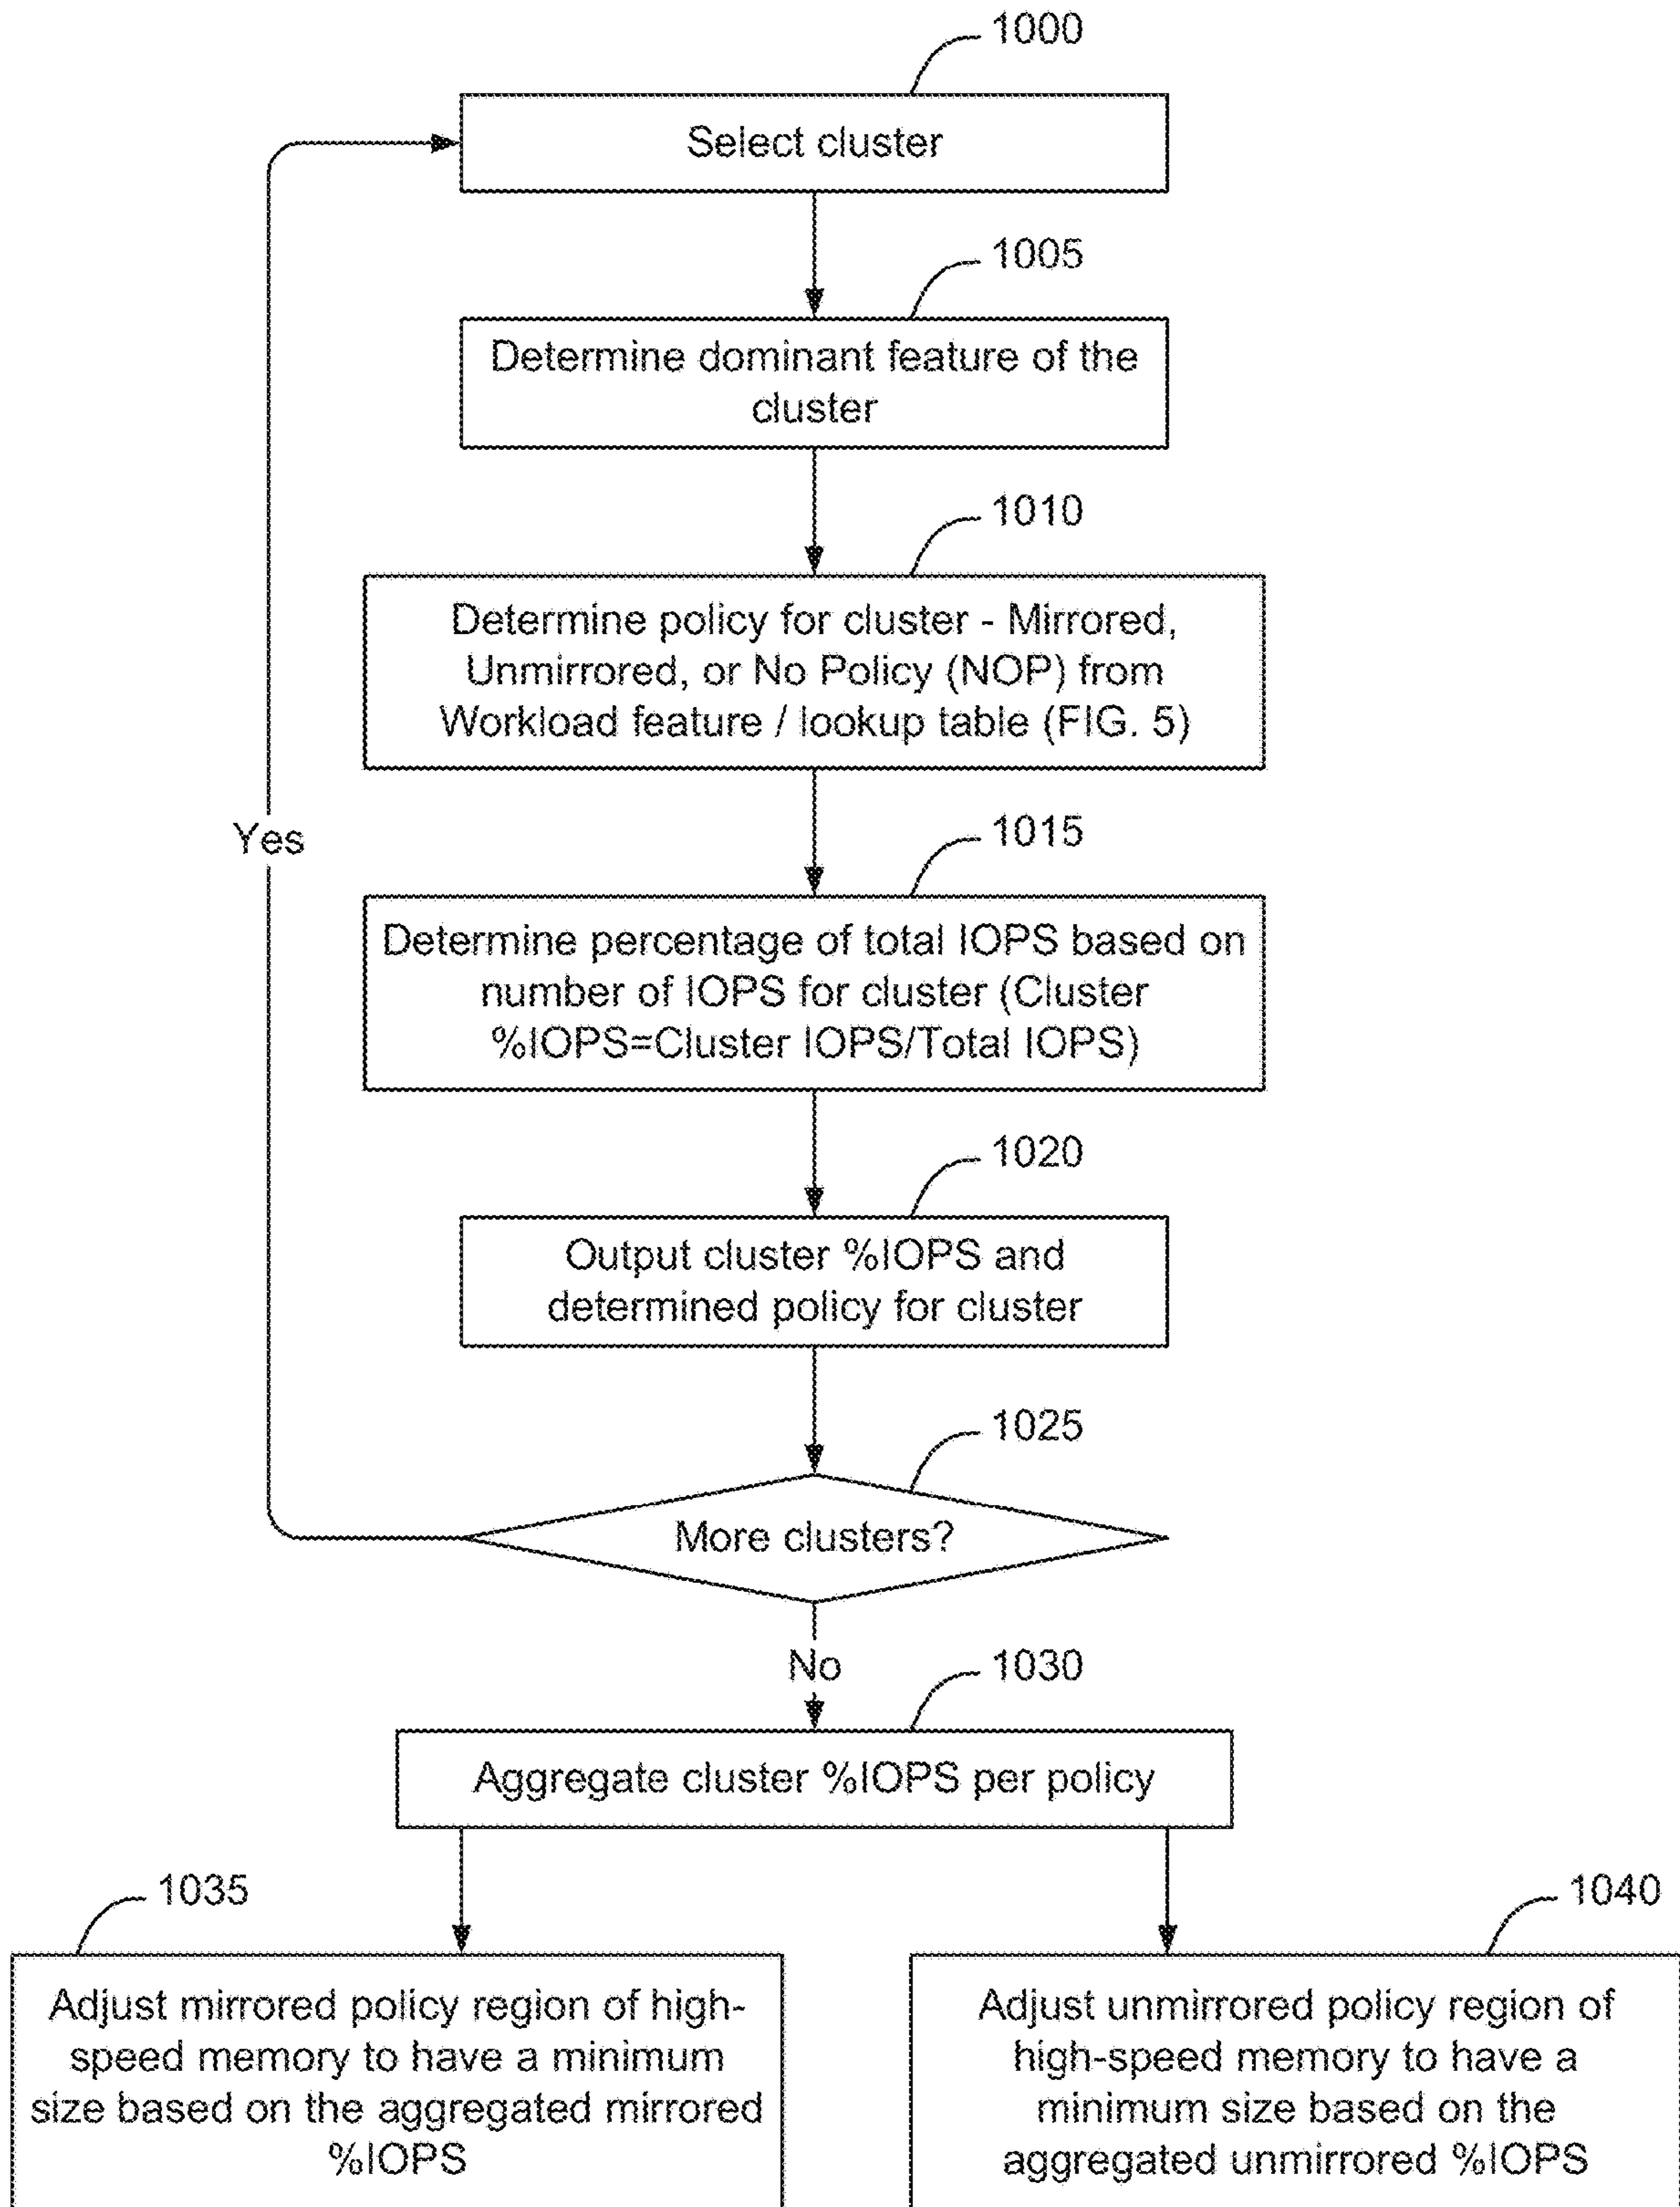 1000
Select cluster
1005
Determine dominant feature of the
cluster
1010
Determine policy for cluster - Mirrored,
Unmirrored, or No Policy (NOP) from
Workload feature / lookup table (FIG. 5)
Yes
1015
Determine percentage of total IOPS based on
number of IOPS for cluster (Cluster
%IOPS=Cluster IOPS/Total IOPS)
1020
Output cluster %IOPS and
determined policy for cluster
1025
More clusters?
No
1030
Aggregate cluster %IOPS per policy
1035
Adjust mirrored policy region of high-
speed memory to have a minimum
size based on the aggregated mirrored
%IOPS
1040
Adjust unmirrored policy region of
high-speed memory to have a
minimum size based on the
aggregated unmirrored %IOPS